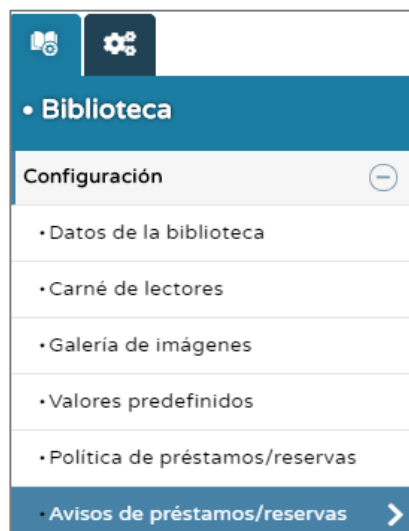 • Biblioteca
Configuración
• Datos de la biblioteca
• Carné de lectores
• Galería de imágenes
• Valores predefinidos
• Política de préstamos/reservas
• Avisos de préstamos/reservas